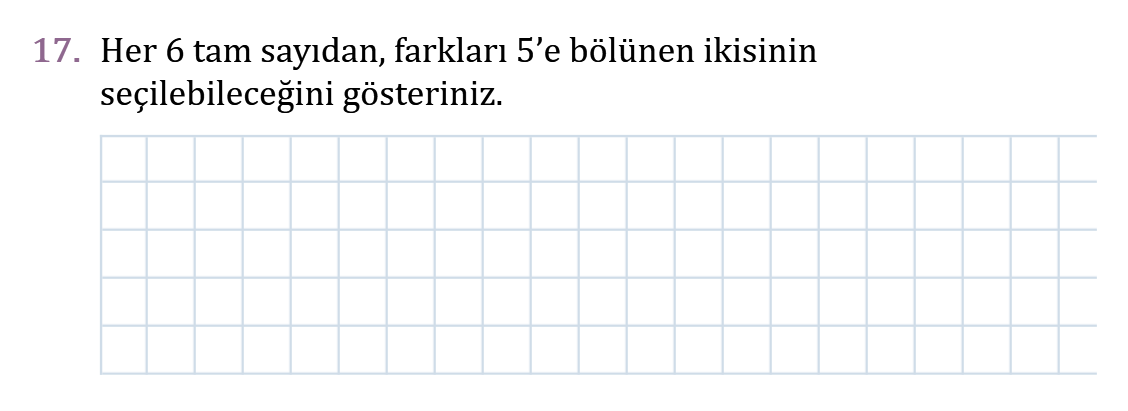 17. Her 6 tam sayıdan, farkları 5’e bölünen ikisinin
seçilebileceğini gösteriniz.